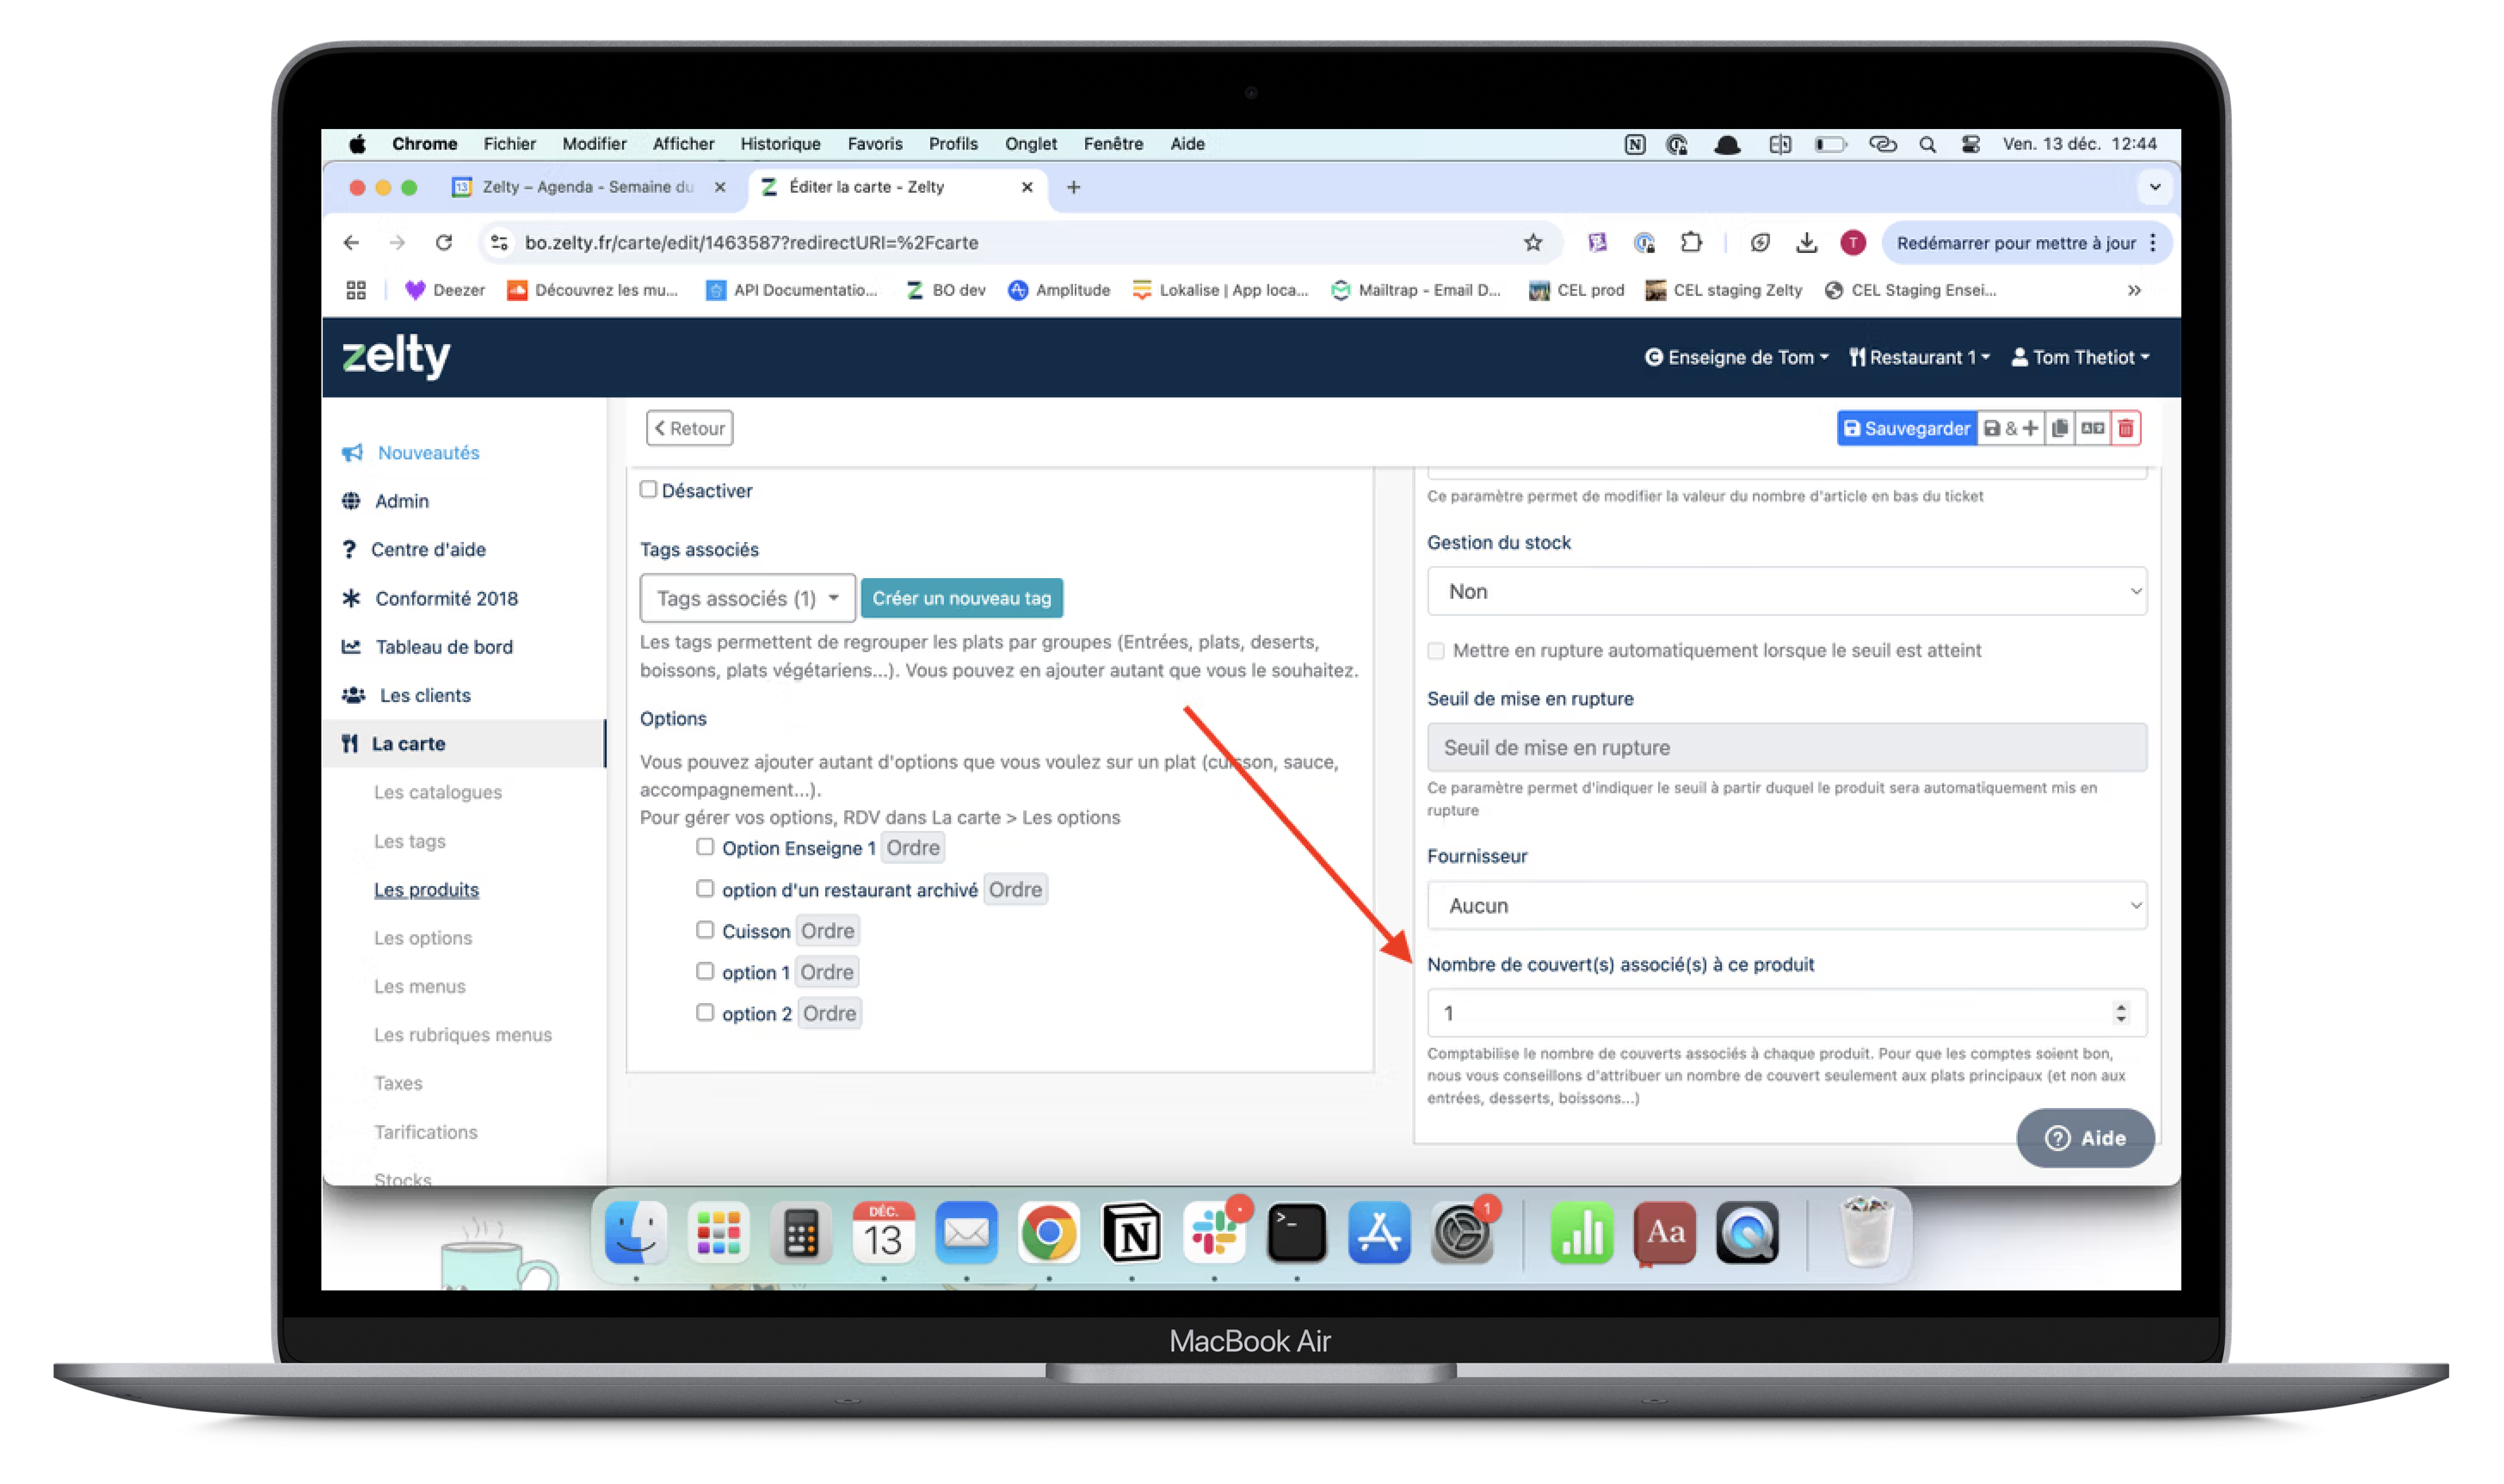 Chrome Fichier Modifier Afficher Historique Favoris Profils Onglet Fenêtre Aide Ven. 13 déc. 12:44
13 Zelty – Agenda - Semaine du Éditer la carte - Zelty
bo.zelty.fr/carte/edit/1463587?redirectURI=%2Fcarte T Redémarrer pour mettre à jour
Deezer Découvrez les mu... API Documentatio... BO dev Amplitude Lokalise | App loca... Mailtrap - Email D... CEL prod CEL staging Zelty CEL Staging Ensei...
zelty Enseigne de Tom Restaurant 1 Tom Thetiot
Retour Sauvegarder & +
Nouveautés
Admin
Centre d'aide
Conformité 2018
Tableau de bord
Les clients
La carte
Les catalogues
Les tags
Les produits
Les options
Les menus
Les rubriques menus
Taxes
Tarifications
Stocks
Désactiver
Tags associés
Tags associés (1) Créer un nouveau tag
Les tags permettent de regrouper les plats par groupes (Entrées, plats, deserts,
boissons, plats végétariens...). Vous pouvez en ajouter autant que vous le souhaitez.
Options
Vous pouvez ajouter autant d'options que vous voulez sur un plat (cuisson, sauce,
accompagnement...).
Pour gérer vos options, RDV dans La carte > Les options
Option Enseigne 1 Ordre
option d'un restaurant archivé Ordre
Cuisson Ordre
option 1 Ordre
option 2 Ordre
Ce paramètre permet de modifier la valeur du nombre d'article en bas du ticket
Gestion du stock
Non
Mettre en rupture automatiquement lorsque le seuil est atteint
Seuil de mise en rupture
Seuil de mise en rupture
Ce paramètre permet d'indiquer le seuil à partir duquel le produit sera automatiquement mis en
rupture
Fournisseur
Aucun
Nombre de couvert(s) associé(s) à ce produit
1
Comptabilise le nombre de couverts associés à chaque produit. Pour que les comptes soient bon,
nous vous conseillons d'attribuer un nombre de couvert seulement aux plats principaux (et non aux
entrées, desserts, boissons...)
Aide
DÉC.
13
1
Aa
MacBook Air